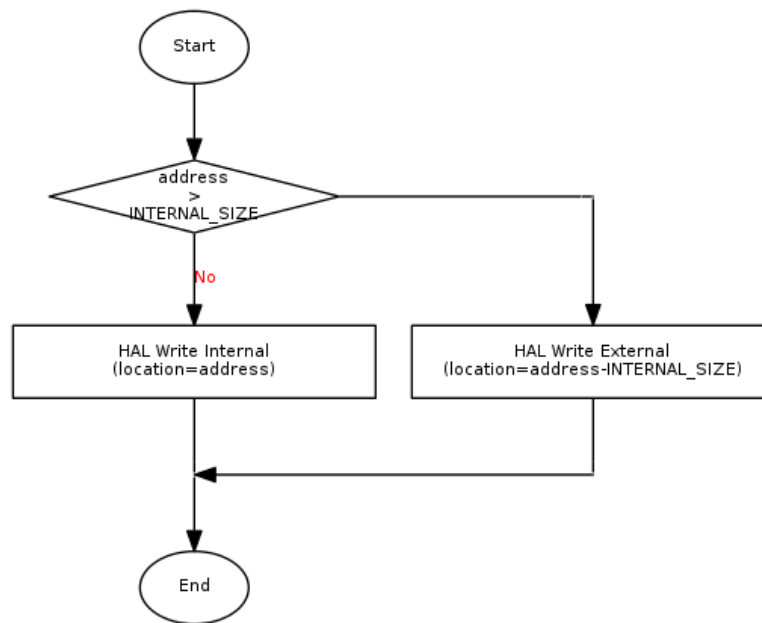 Start
address
>
INTERNAL_SIZE
No
HAL Write Internal
(location=address)
HAL Write External
(location=address-INTERNAL_SIZE)
End